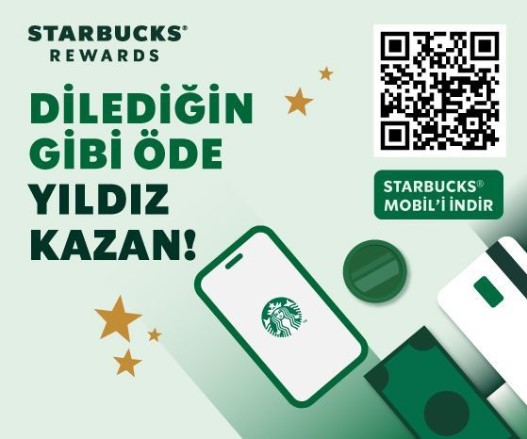 STARBUCKS®
REWARDS
DİLEDİĞİN
GİBİ ÖDE
YILDIZ
KAZAN!
STARBUCKS®
MOBİL'İ İNDİR